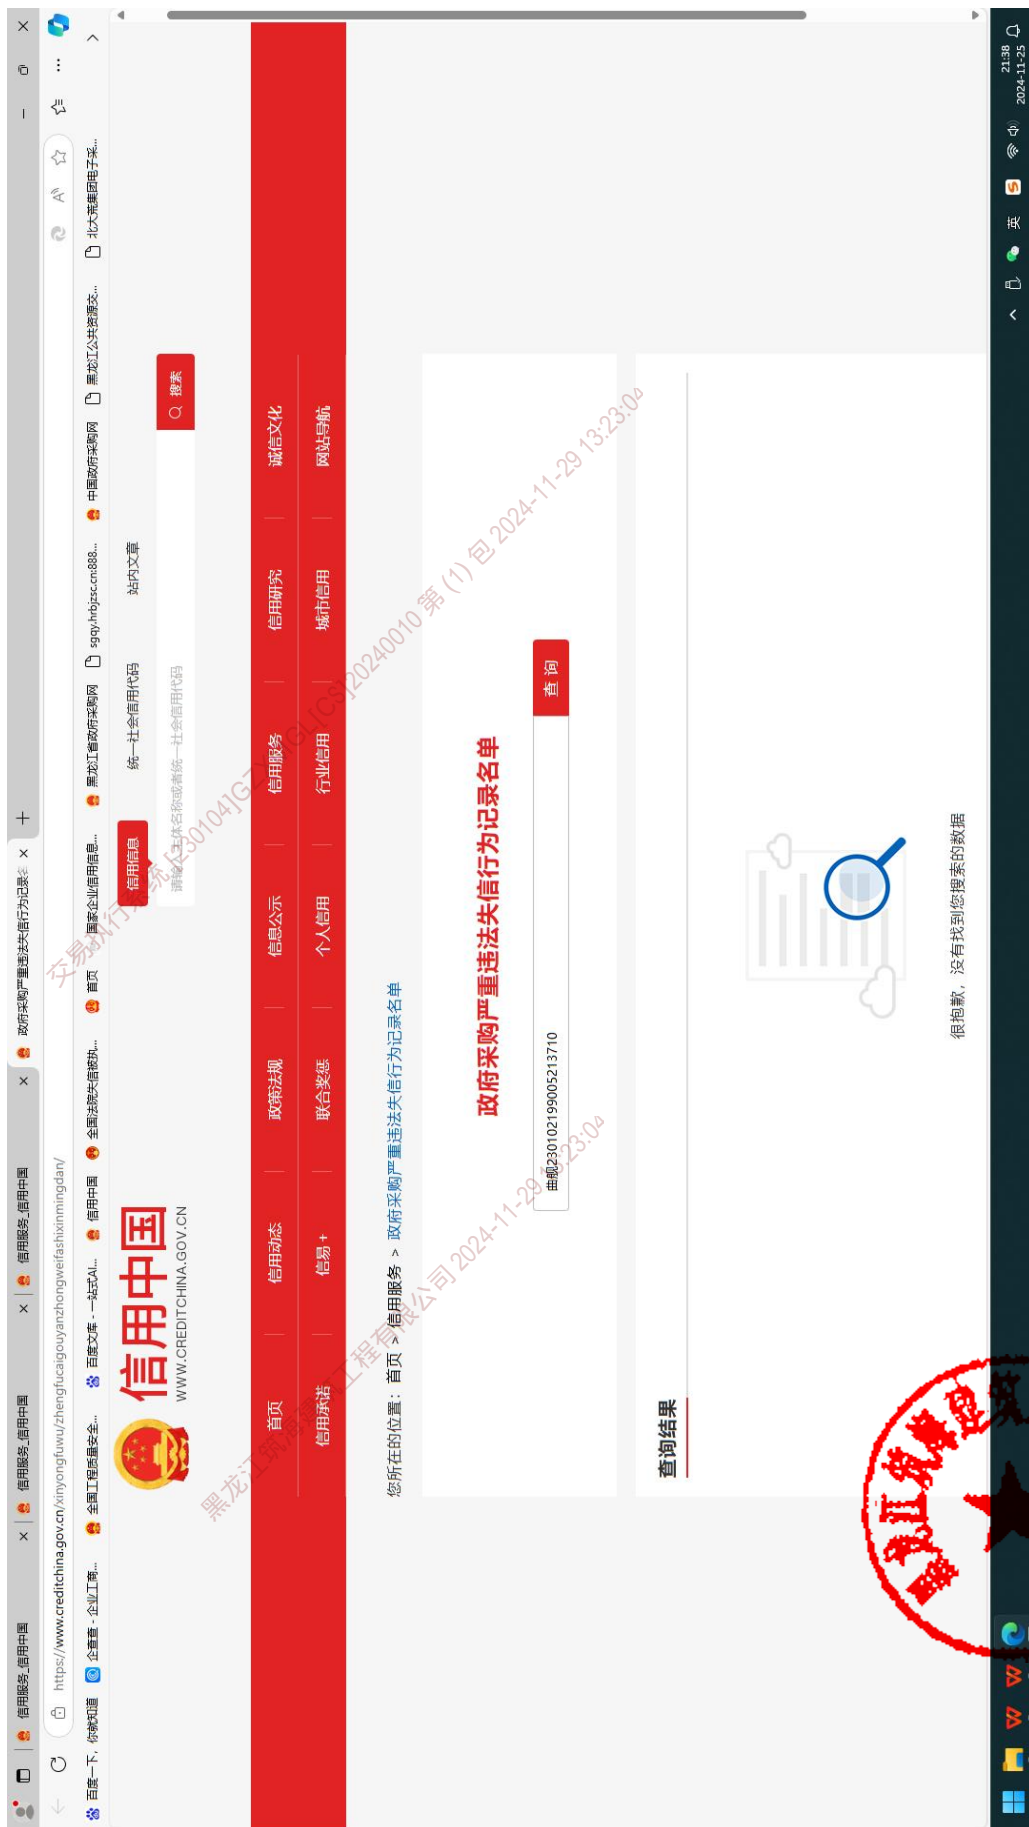 信用服务_信用中国
信用服务_信用中国
信用服务_信用中国
政府采购严重违法失信行为记录名
https://www.creditchina.gov.cn/xinyongfuwu/zhengfucaigouyanzhongweifashixinmingdan/
百度一下，你就知道
企查查 - 企业工商...
全国工程质量安全...
百度文库 - 一站式AI...
信用中国
全国法院失信被执...
首页
国家企业信用信息...
黑龙江省政府采购网
sgqy.hrbjzsc.cn:888...
中国政府采购网
黑龙江公共资源交...
北大荒集团电子采...
信用信息
统一社会信用代码
站内文章
信用中国
WWW.CREDITCHINA.GOV.CN
请输入主体名称或者统一社会信用代码
搜索
首页 信用动态 政策法规 信息公示 信用服务 信用研究 诚信文化
信用承诺 信易+ 联合奖惩 个人信用 行业信用 城市信用 网站导航
您所在的位置：首页 > 信用服务 > 政府采购严重违法失信行为记录名单
政府采购严重违法失信行为记录名单
曲舰230102199005213710
查询
查询结果
很抱歉，没有找到您搜索的数据
英
21:38
2024-11-25
交易执行系统 [230104]GZXMGL[CS]20240010 第 (1) 包 2024-11-29 13:23:04
黑龙江筑海建筑工程有限公司 2024-11-29 13:23:04